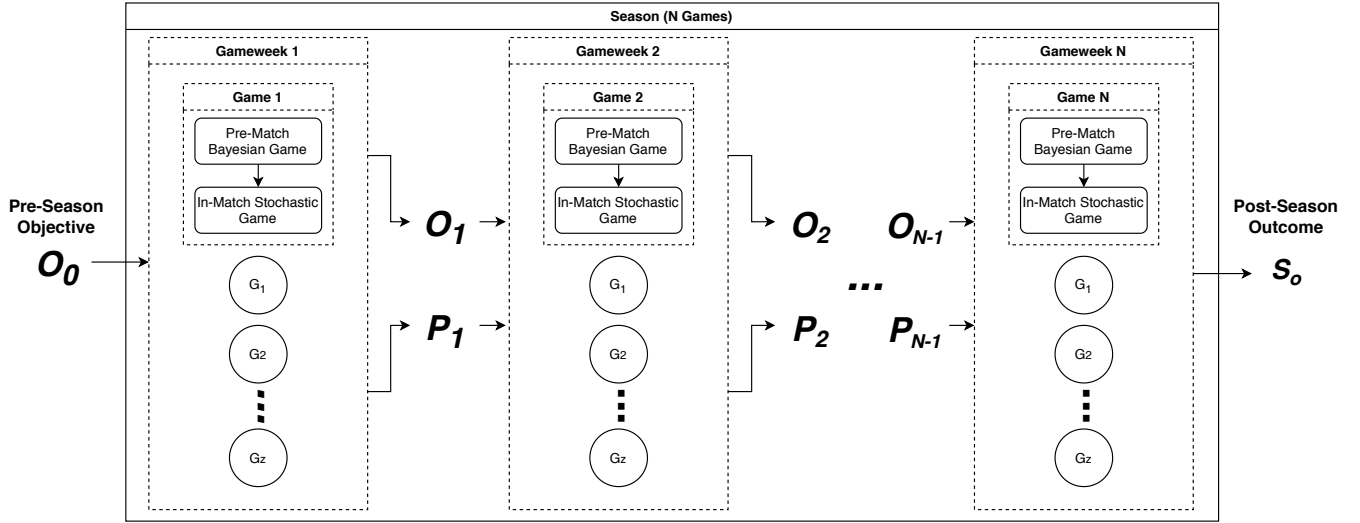 Season (N Games)
Gameweek 1
Game 1
Pre-Match
Bayesian Game
In-Match Stochastic
Game
G1
G2
Gz
Gameweek 2
Game 2
Pre-Match
Bayesian Game
In-Match Stochastic
Game
G1
G2
Gz
Gameweek N
Game N
Pre-Match
Bayesian Game
In-Match Stochastic
Game
G1
G2
Gz
Pre-Season
Objective
O0
O1
P1
O2
P2
...
ON-1
PN-1
Post-Season
Outcome
So